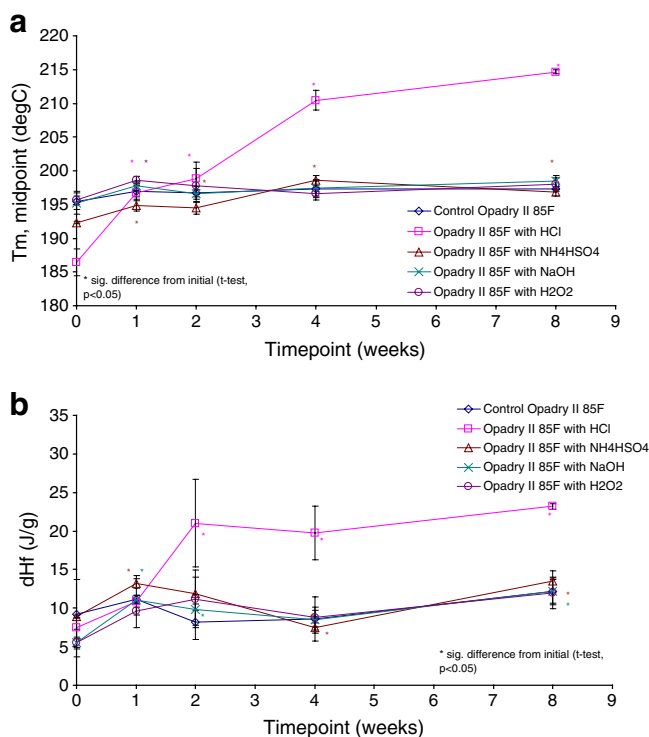 a
Tm, midpoint (degC)
220
215
210
205
200
195
190
185
180
0
1
2
3
4
5
6
7
8
9
Timepoint (weeks)
Control Opadry II 85F
Opadry II 85F with HCl
Opadry II 85F with NH4HSO4
Opadry II 85F with NaOH
Opadry II 85F with H2O2
* sig. difference from initial (t-test,
p<0.05)
b
dHf (J/g)
35
30
25
20
15
10
5
0
0
1
2
3
4
5
6
7
8
9
Timepoint (weeks)
Control Opadry II 85F
Opadry II 85F with HCl
Opadry II 85F with NH4HSO4
Opadry II 85F with NaOH
Opadry II 85F with H2O2
* sig. difference from initial (t-test,
p<0.05)